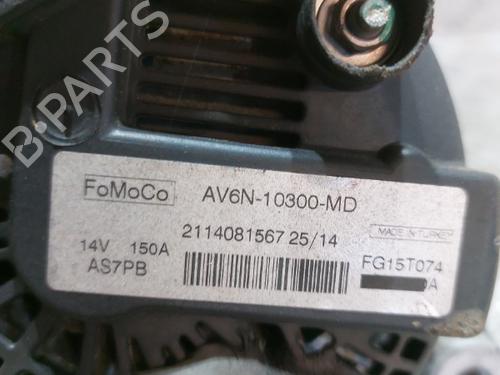 B-PARTS
FoMoCo AV6N-10300-MD
2114081567 25/14 MADE IN TURKEY
14V 150A
AS7PB FG15T074
A